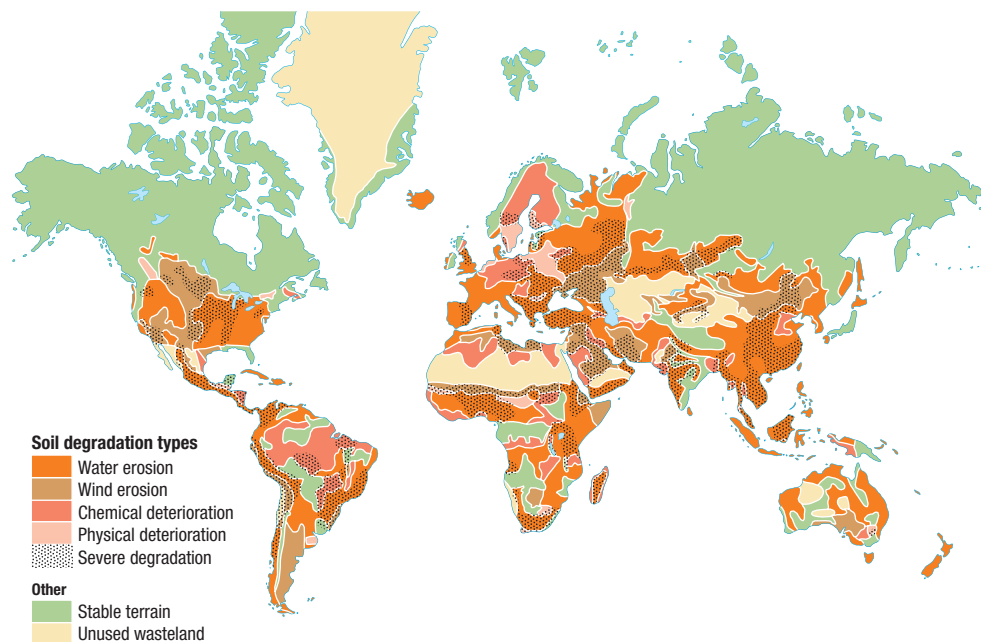 Soil degradation types
Water erosion
Wind erosion
Chemical deterioration
Physical deterioration
Severe degradation
Other
Stable terrain
Unused wasteland